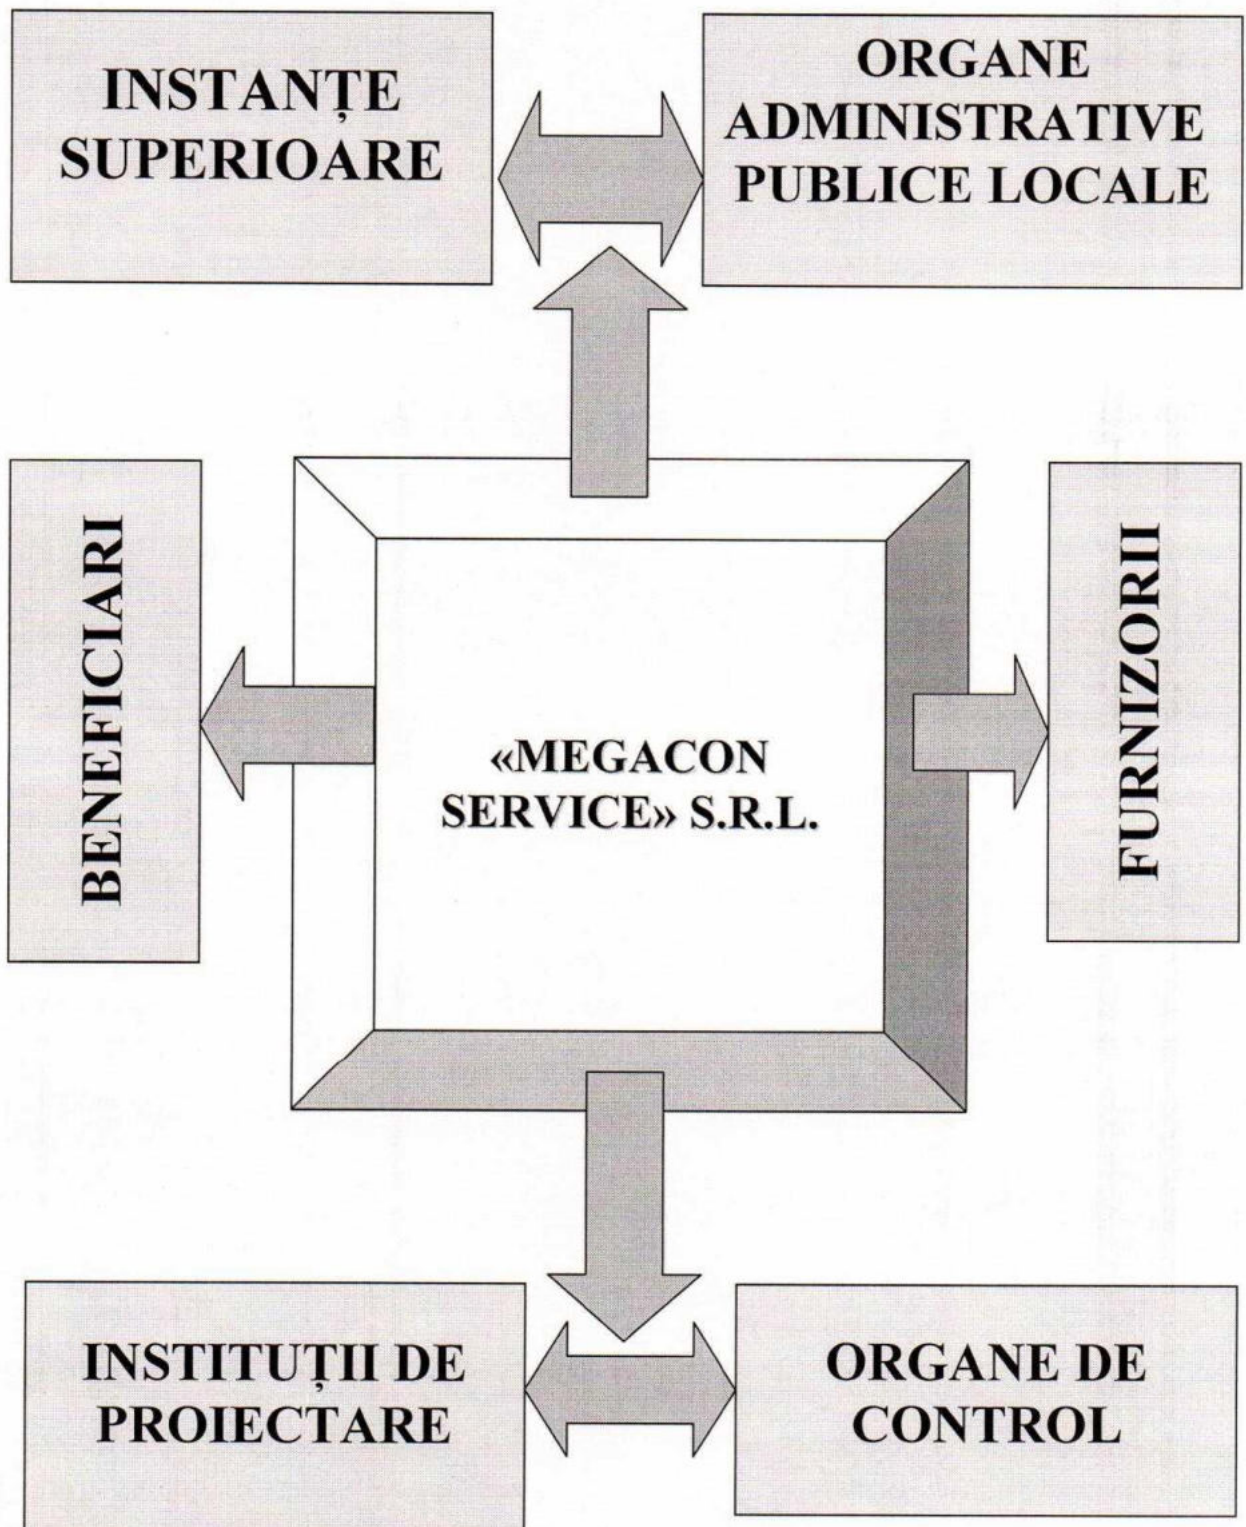 INSTANȚE
SUPERIOARE
ORGANE
ADMINISTRATIVE
PUBLICE LOCALE
BENEFICIARI
«MEGACON
SERVICE» S.R.L.
FURNIZORII
INSTITUȚII DE
PROIECTARE
ORGANE DE
CONTROL